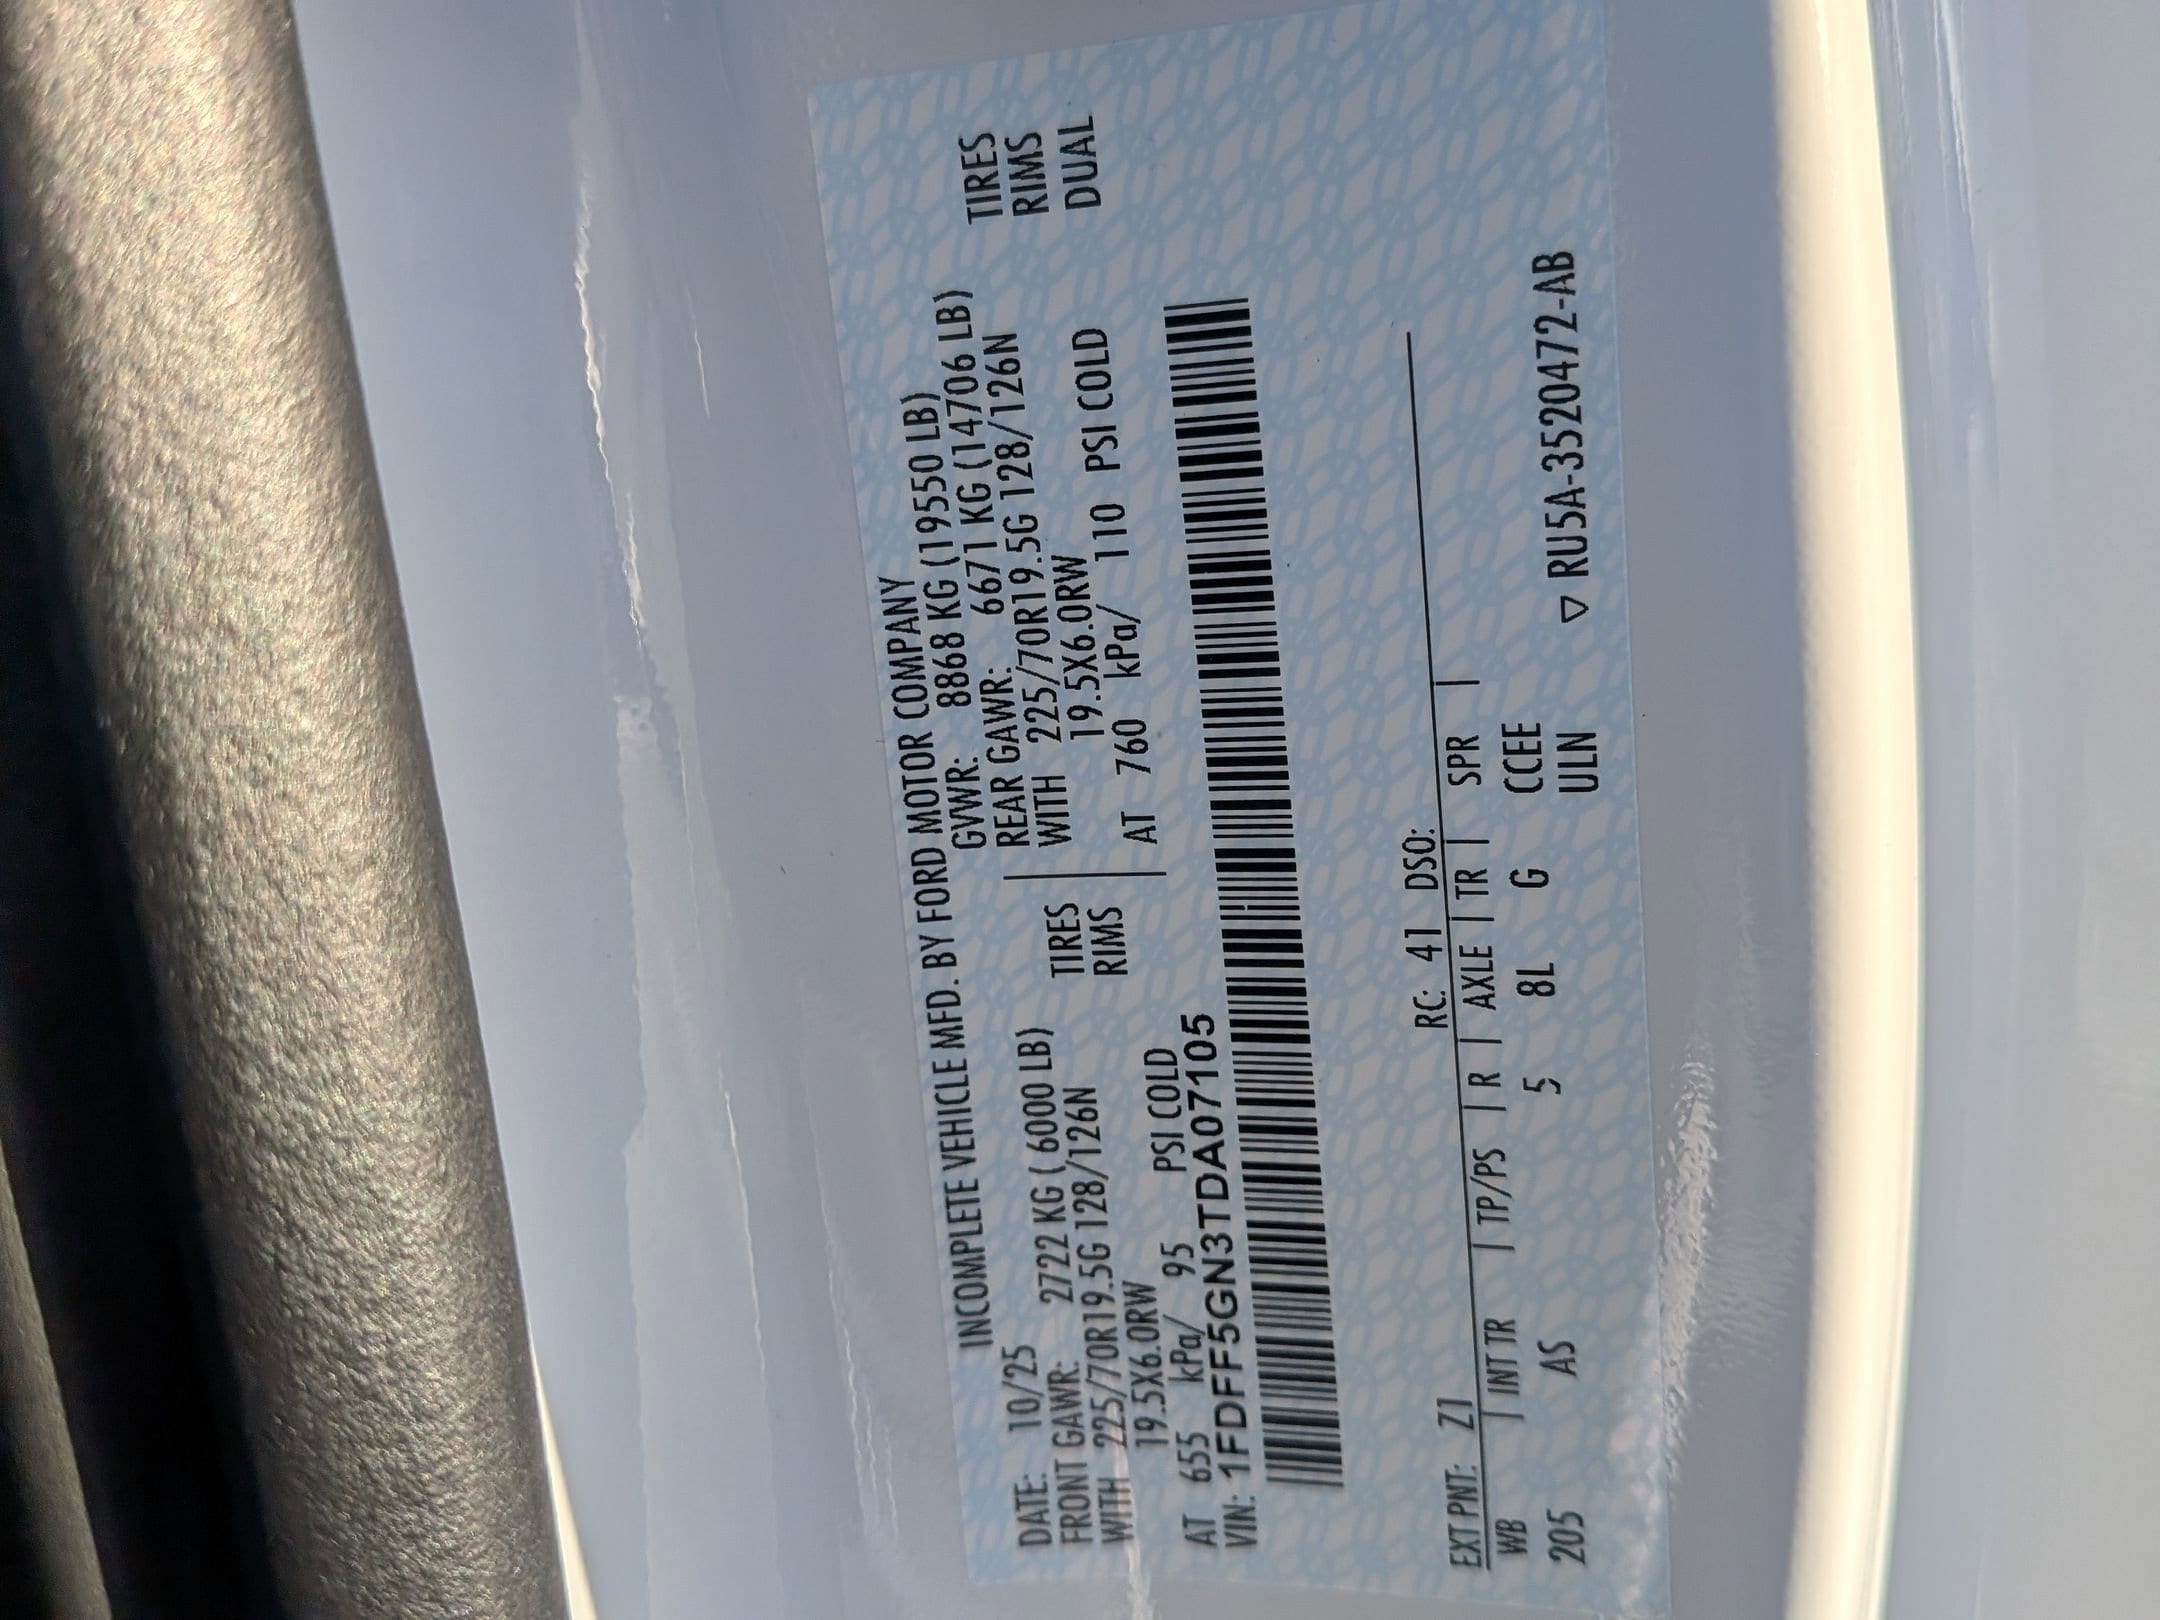 INCOMPLETE VEHICLE MFD. BY FORD MOTOR COMPANY
DATE: 10/25 GVWR: 8868 KG (19550 LB)
FRONT GAWR: 2722 KG ( 6000 LB) REAR GAWR: 6671 KG (14706 LB)
WITH 225/70R19.5G 128/126N TIRES WITH 225/70R19.5G 128/126N TIRES
19.5X6.0RW RIMS 19.5X6.0RW RIMS
AT 655 kPa/ 95 PSI COLD AT 760 kPa/ 110 PSI COLD DUAL
VIN: 1FDFF5GN3TDA07105
EXT PNT: Z1 RC: 41 DSO:
WB | INT TR | TP/PS | R | AXLE | TR | SPR |
205 AS 5 8L G CCEE
ULN ▽ RU5A-3520472-AB